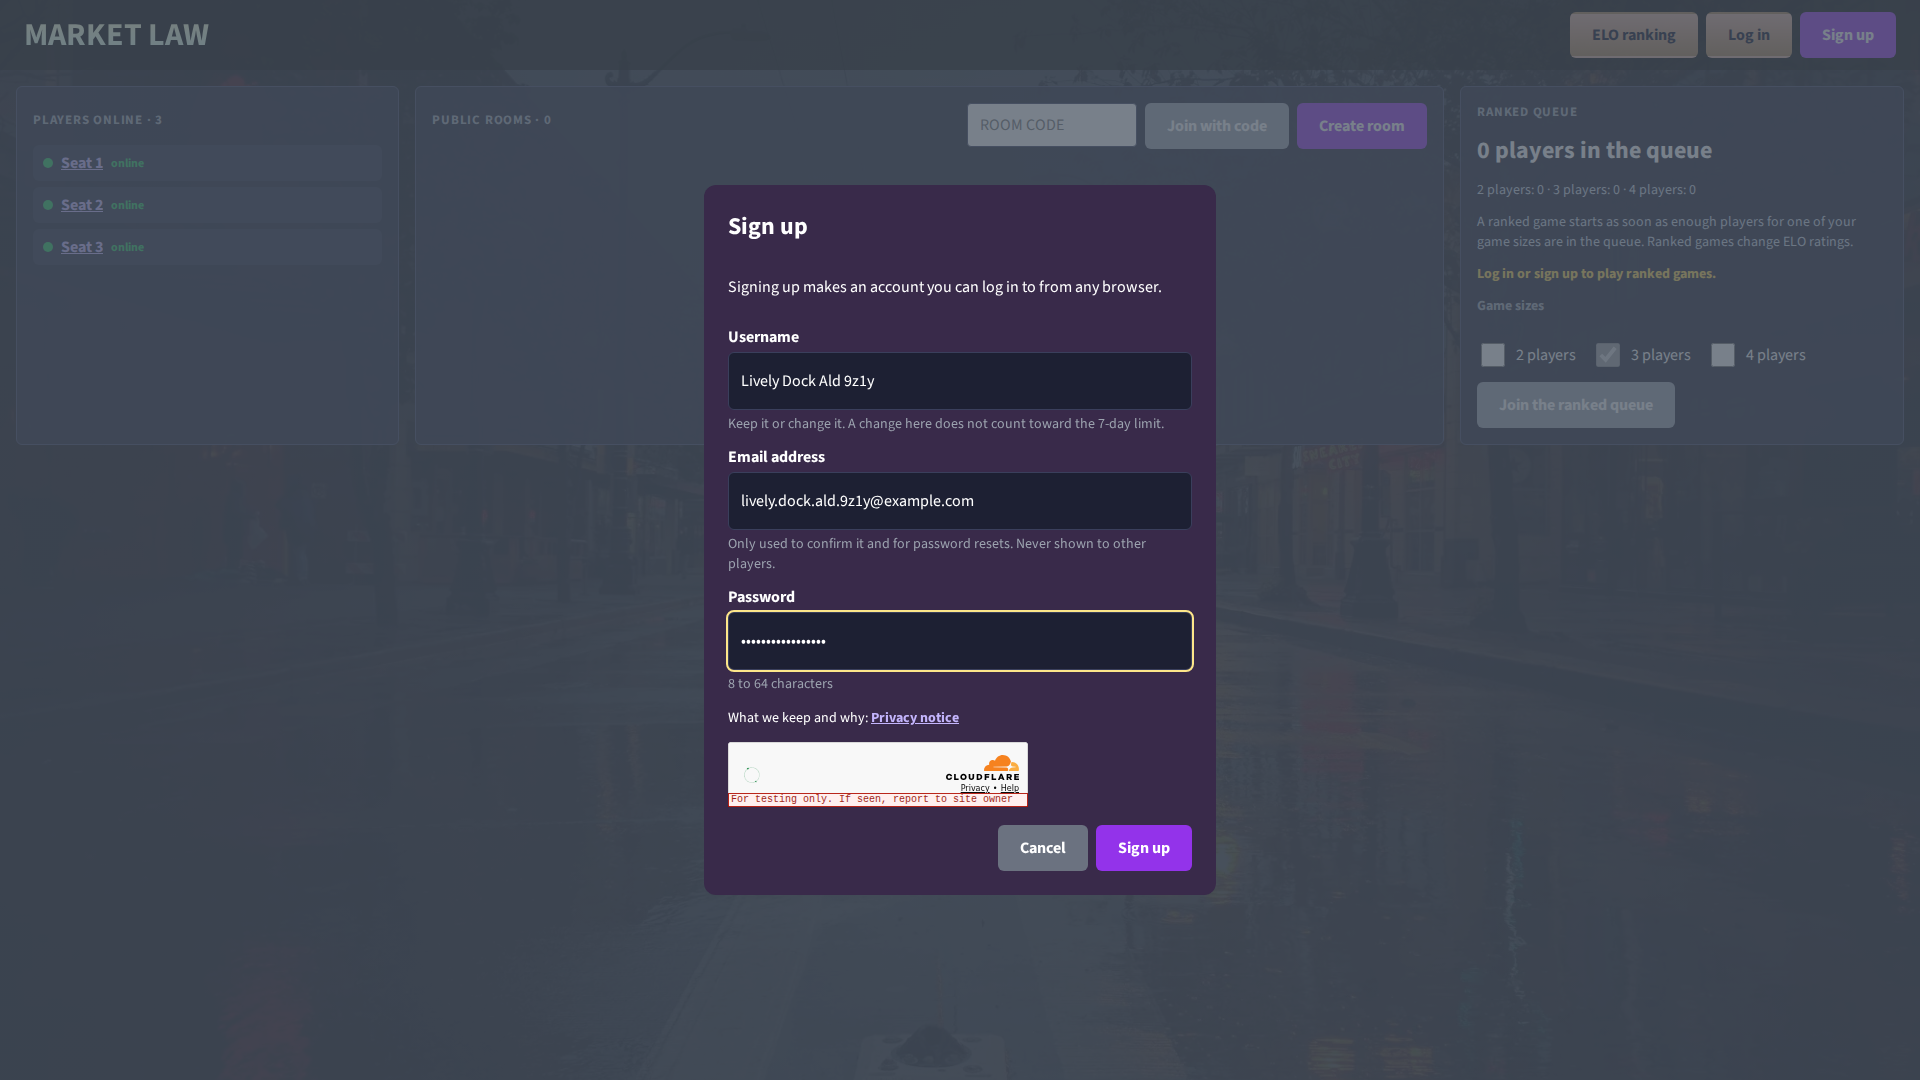 MARKET LAW
ELO ranking
Log in
Sign up
PLAYERS ONLINE · 3
Seat 1 online
Seat 2 online
Seat 3 online
PUBLIC ROOMS · 0
ROOM CODE
Join with code
Create room
RANKED QUEUE
0 players in the queue
2 players: 0 · 3 players: 0 · 4 players: 0
A ranked game starts as soon as enough players for one of your
game sizes are in the queue. Ranked games change ELO ratings.
Log in or sign up to play ranked games.
Game sizes
2 players
3 players
4 players
Join the ranked queue
Sign up
Signing up makes an account you can log in to from any browser.
Username
Lively Dock Ald 9z1y
Keep it or change it. A change here does not count toward the 7-day limit.
Email address
lively.dock.ald.9z1y@example.com
Only used to confirm it and for password resets. Never shown to other
players.
Password
•••••••••••••••••
8 to 64 characters
What we keep and why: Privacy notice
CLOUDFLARE
Privacy • Help
For testing only. If seen, report to site owner
Cancel
Sign up